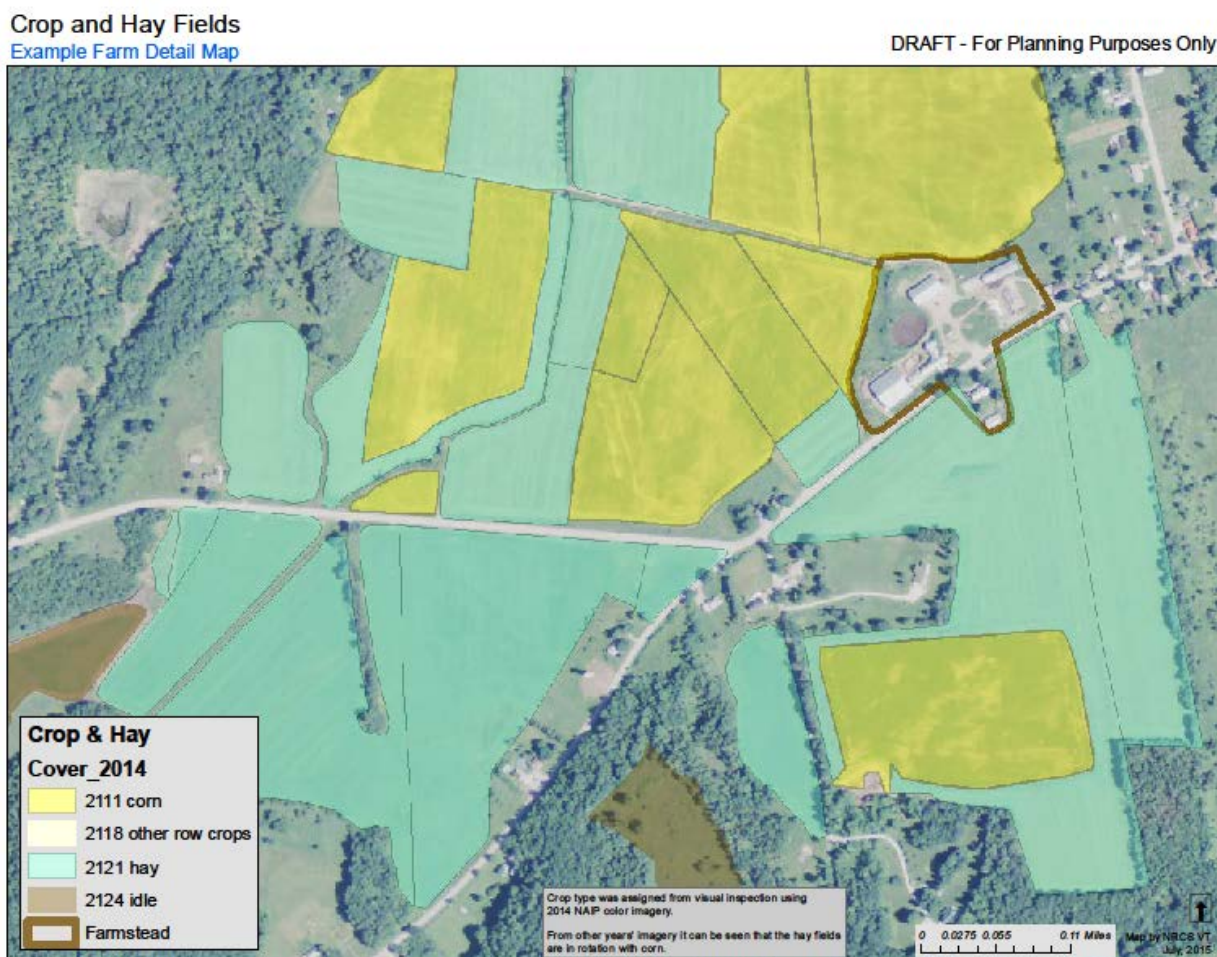 Crop and Hay Fields
Example Farm Detail Map
DRAFT - For Planning Purposes Only
Crop & Hay
Cover_2014
2111 corn
2118 other row crops
2121 hay
2124 idle
Farmstead
Crop type was assigned from visual inspection using
2014 NAIP color imagery.
From other years' imagery it can be seen that the hay fields
are in rotation with corn.
0 0.0275 0.055 0.11 Miles
Map by NRCS VT
July, 2015